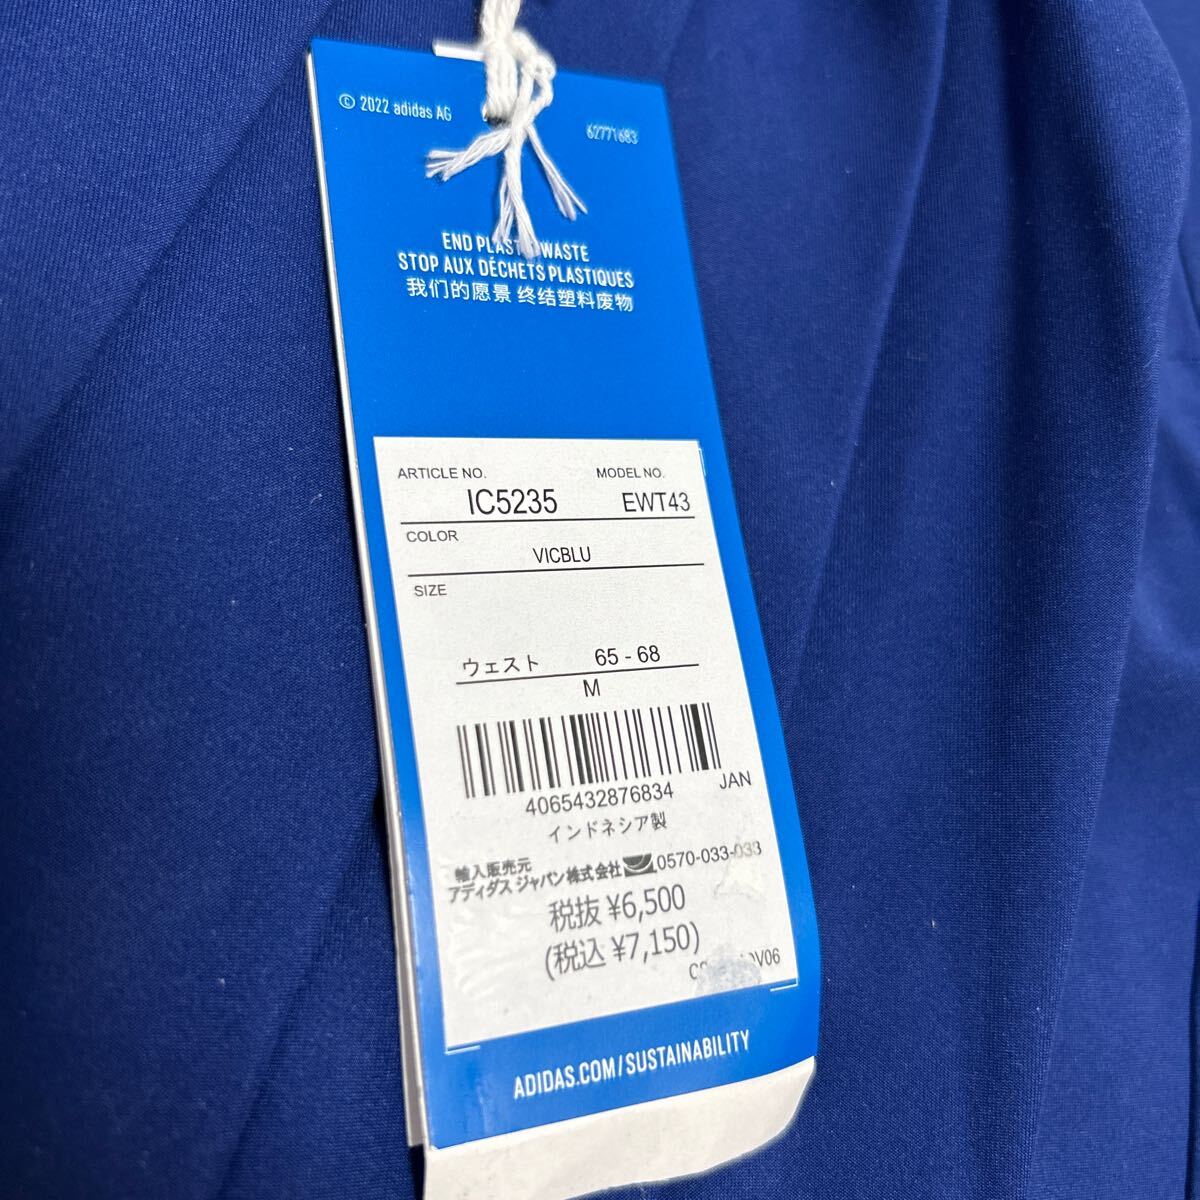 © 2022 adidas AG
62771683
END WASTE
STOP AUX DÉCHETS PLASTIQUES
我们的愿景 终结塑料废物
ARTICLE NO. MODEL NO.
IC5235 EWT43
COLOR
VICBLU
SIZE
ウェスト 65 - 68
M
4065432876834 JAN
インドネシア製
輸入販売元
アディダス ジャパン株式会社 0570-033-033
税抜 ¥6,500
(税込 ¥7,150)
ADIDAS.COM/SUSTAINABILITY